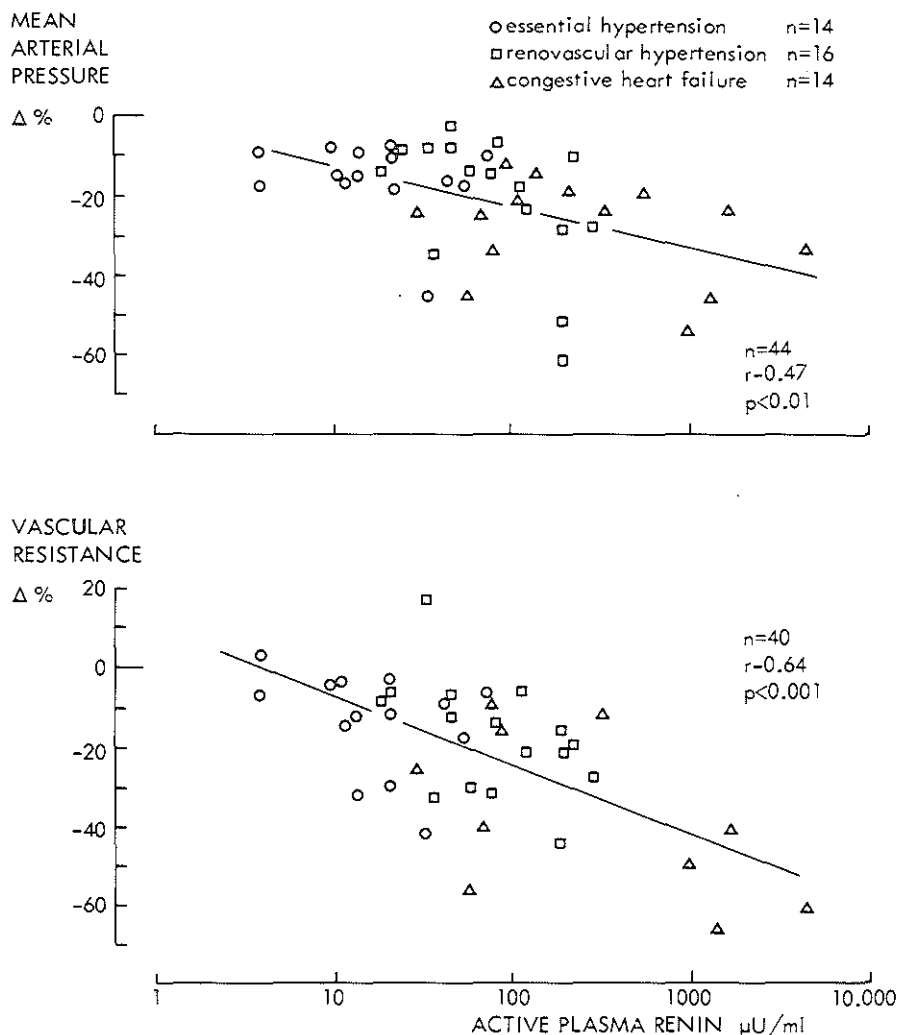 MEAN
ARTERIAL
PRESSURE
Δ %
○ essential hypertension n=14
□ renovascular hypertension n=16
△ congestive heart failure n=14
0
-20
-40
-60
n=44
r-0.47
p<0.01
VASCULAR
RESISTANCE
Δ %
20
0
-20
-40
-60
n=40
r-0.64
p<0.001
1 10 100 1000 10.000
ACTIVE PLASMA RENIN µU/ml